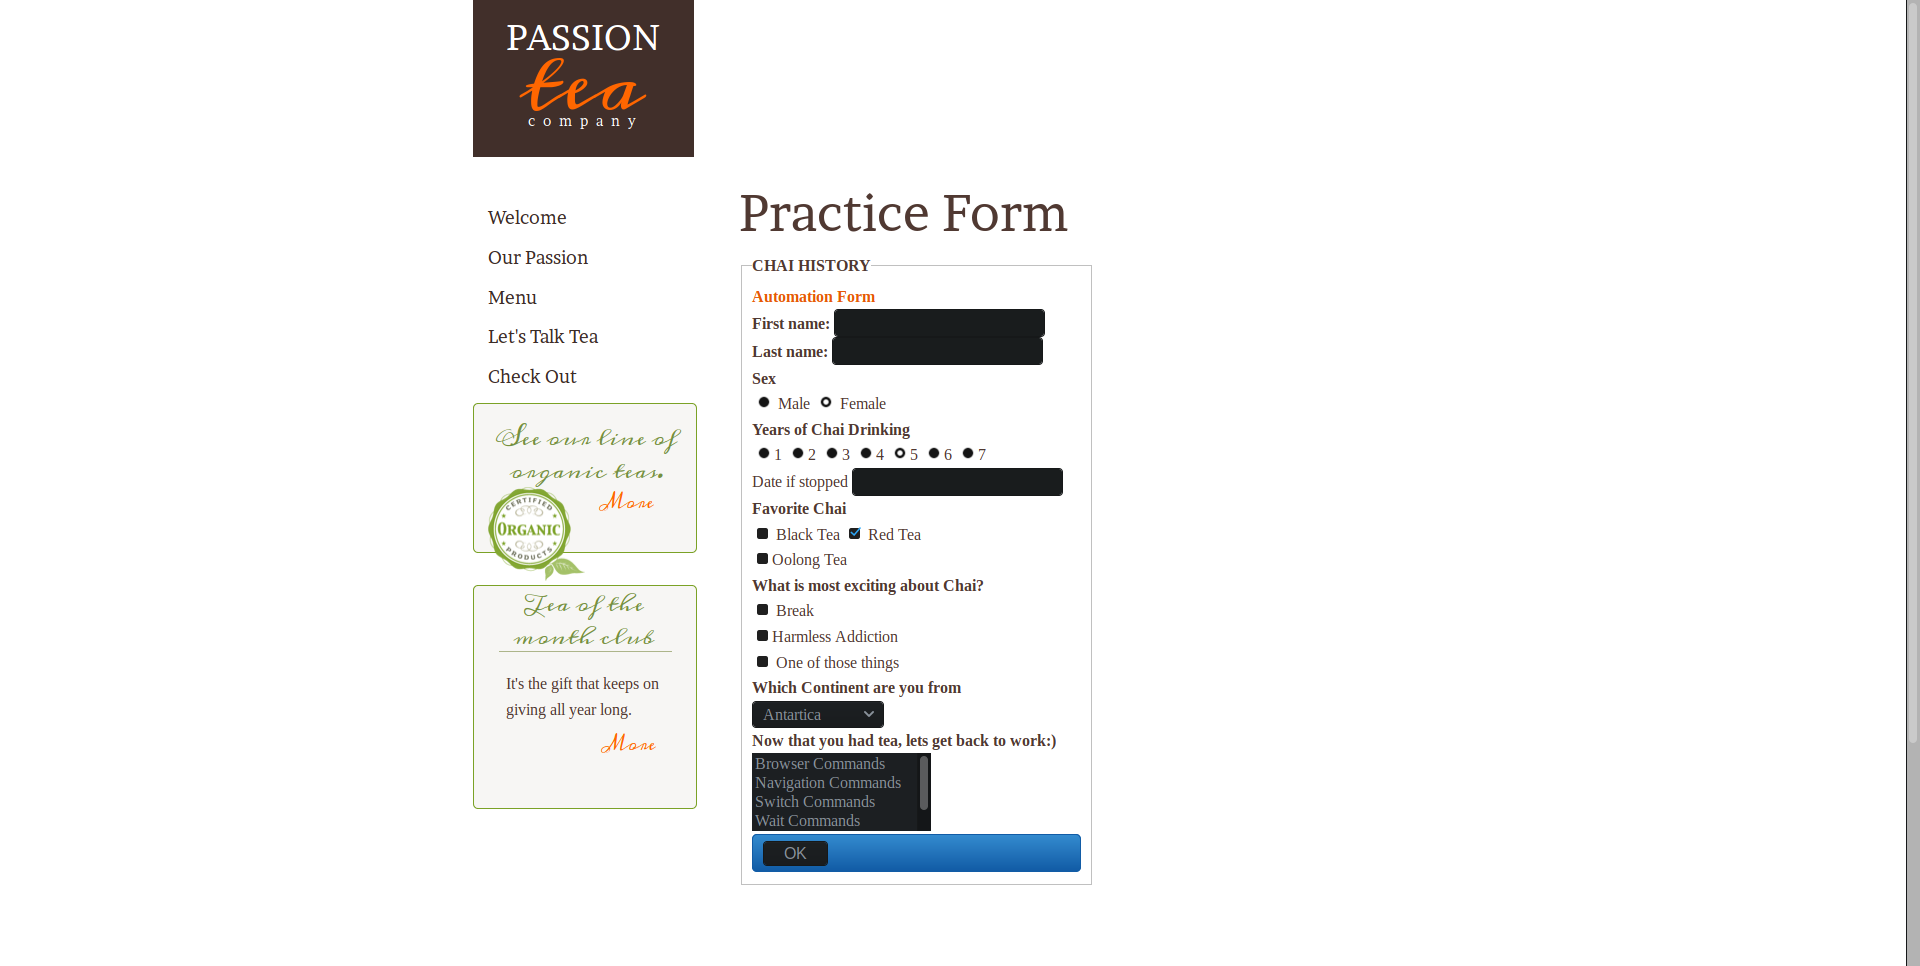 PASSION
tea
company
Welcome
Our Passion
Menu
Let's Talk Tea
Check Out
See our line of
organic teas.
More
CERTIFIED
ORGANIC
PRODUCTS
Tea of the
month club
It's the gift that keeps on
giving all year long.
More
Practice Form
CHAI HISTORY
Automation Form
First name:
Last name:
Sex
Male Female
Years of Chai Drinking
1 2 3 4 5 6 7
Date if stopped
Favorite Chai
Black Tea Red Tea
Oolong Tea
What is most exciting about Chai?
Break
Harmless Addiction
One of those things
Which Continent are you from
Antartica
Now that you had tea, lets get back to work:)
Browser Commands
Navigation Commands
Switch Commands
Wait Commands
OK